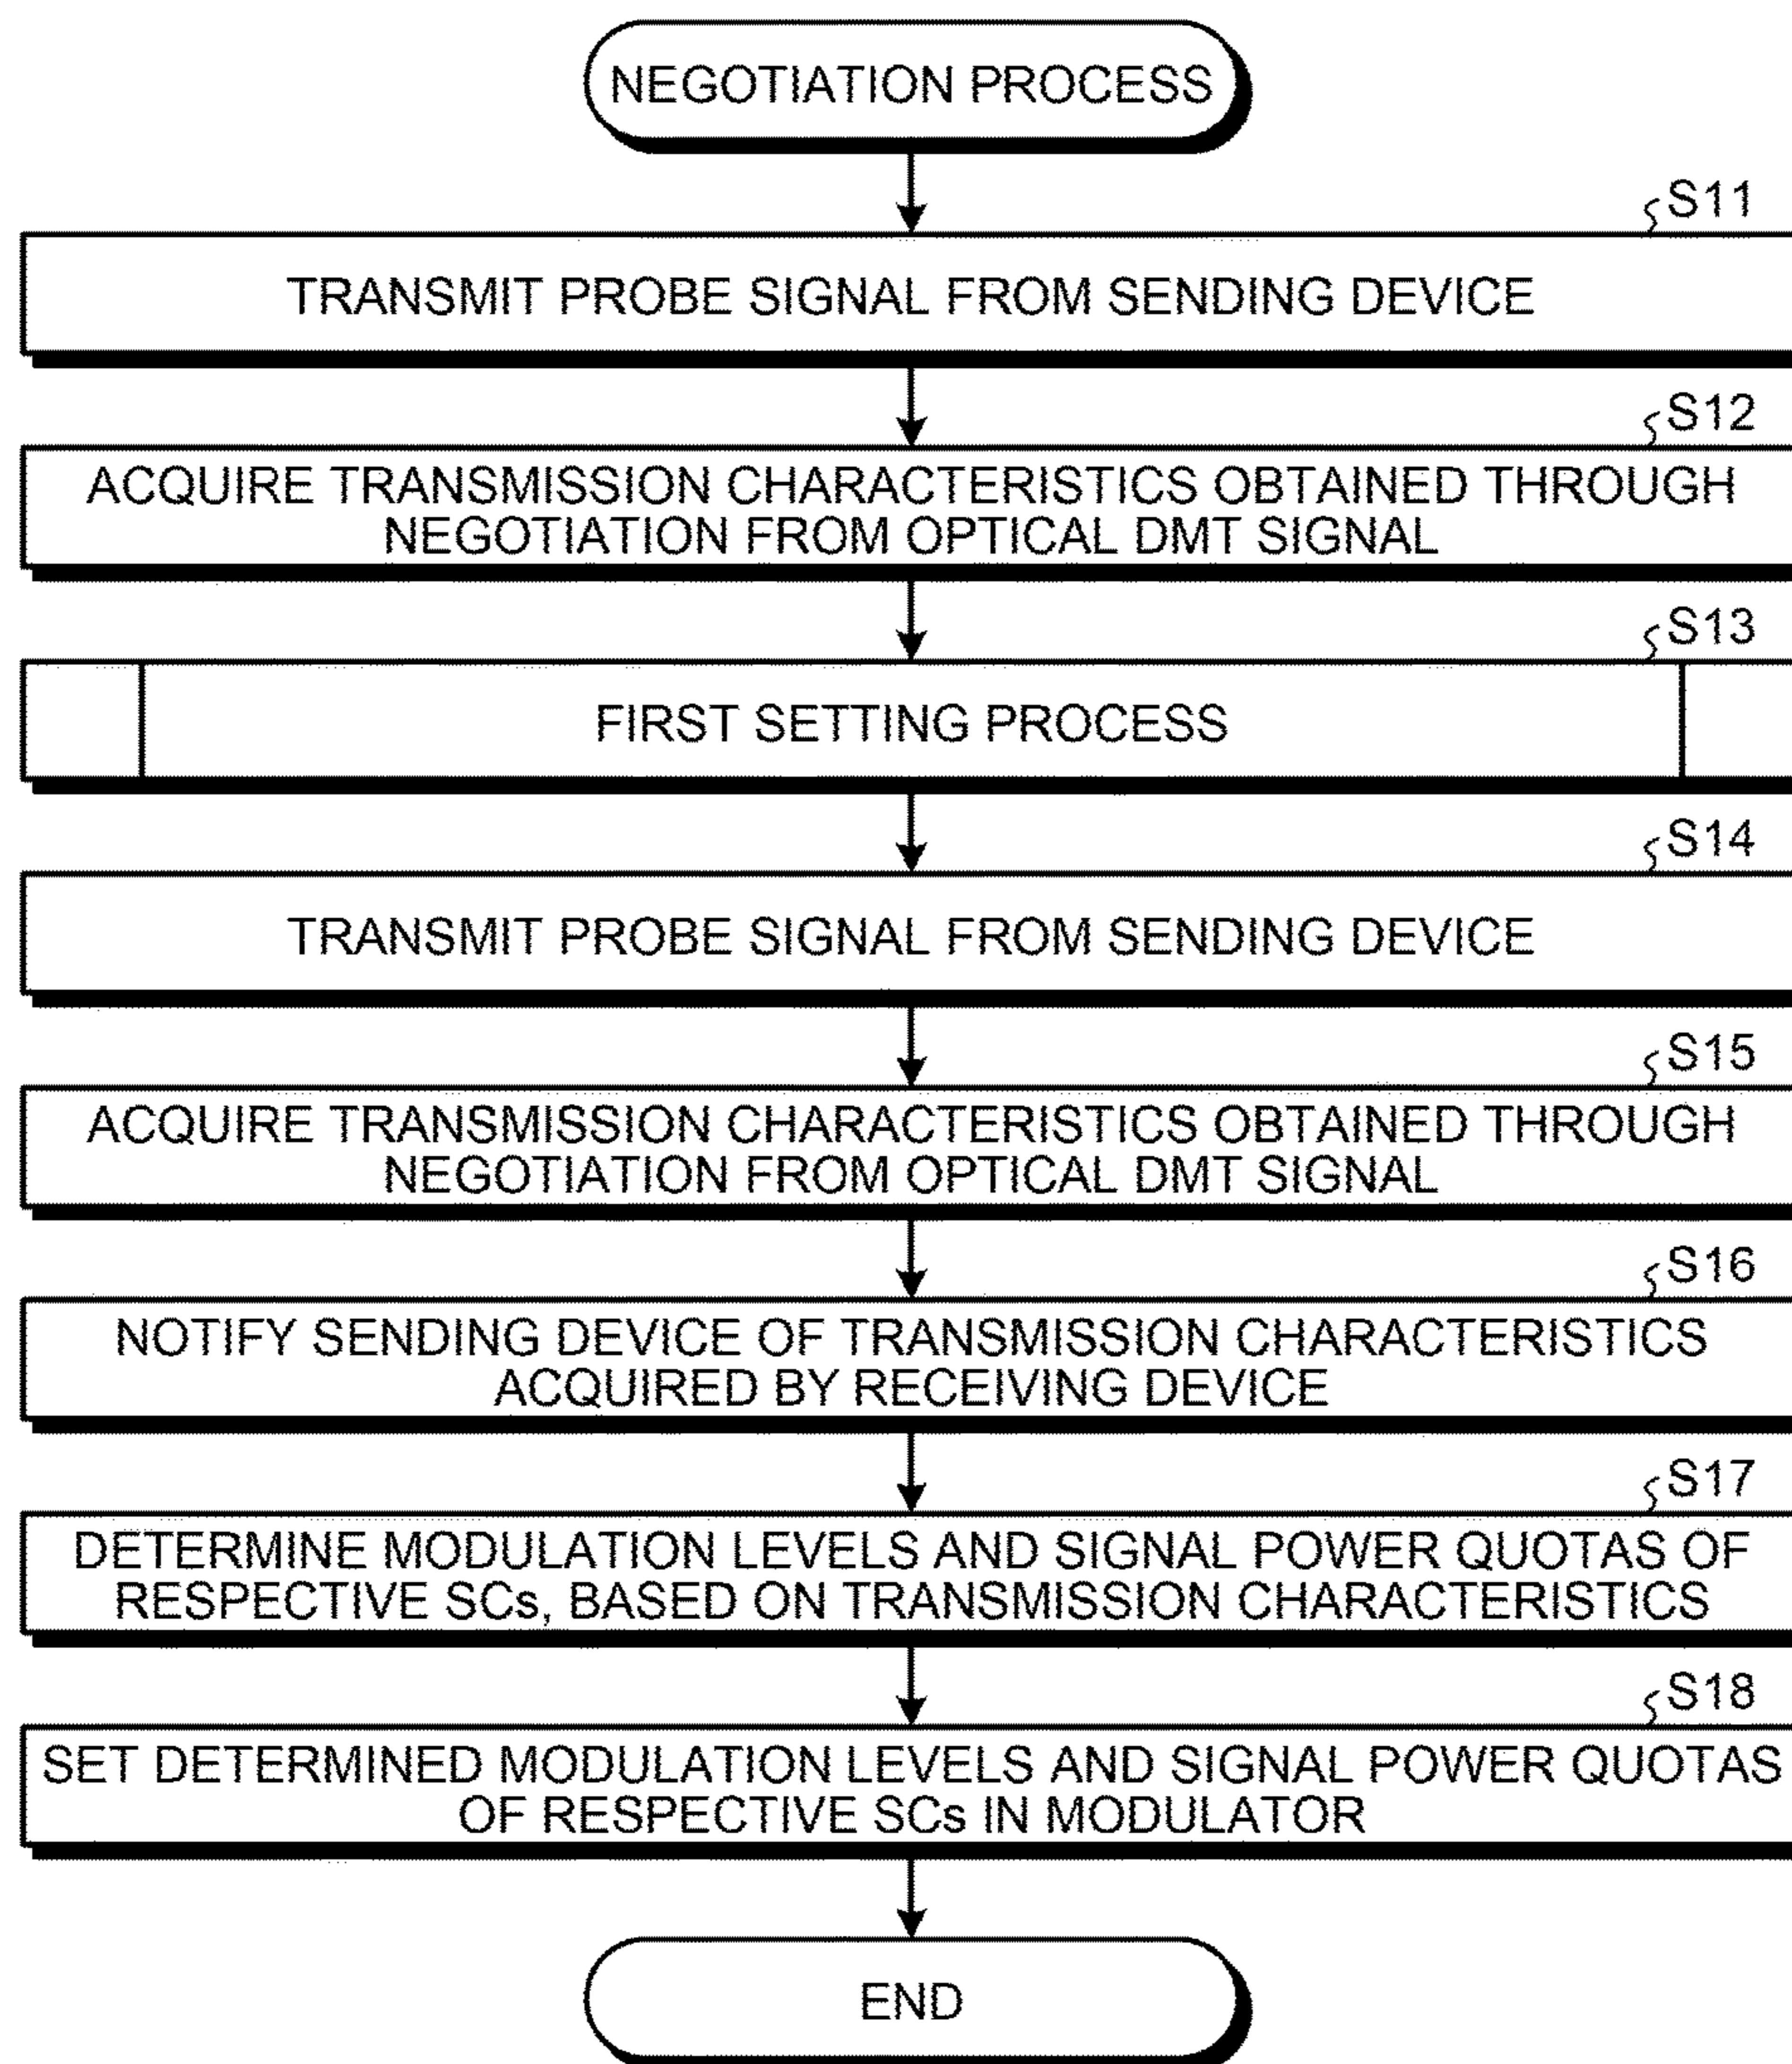 NEGOTIATION PROCESS
S11
TRANSMIT PROBE SIGNAL FROM SENDING DEVICE
S12
ACQUIRE TRANSMISSION CHARACTERISTICS OBTAINED THROUGH
NEGOTIATION FROM OPTICAL DMT SIGNAL
S13
FIRST SETTING PROCESS
S14
TRANSMIT PROBE SIGNAL FROM SENDING DEVICE
S15
ACQUIRE TRANSMISSION CHARACTERISTICS OBTAINED THROUGH
NEGOTIATION FROM OPTICAL DMT SIGNAL
S16
NOTIFY SENDING DEVICE OF TRANSMISSION CHARACTERISTICS
ACQUIRED BY RECEIVING DEVICE
S17
DETERMINE MODULATION LEVELS AND SIGNAL POWER QUOTAS OF
RESPECTIVE SCs, BASED ON TRANSMISSION CHARACTERISTICS
S18
SET DETERMINED MODULATION LEVELS AND SIGNAL POWER QUOTAS
OF RESPECTIVE SCs IN MODULATOR
END